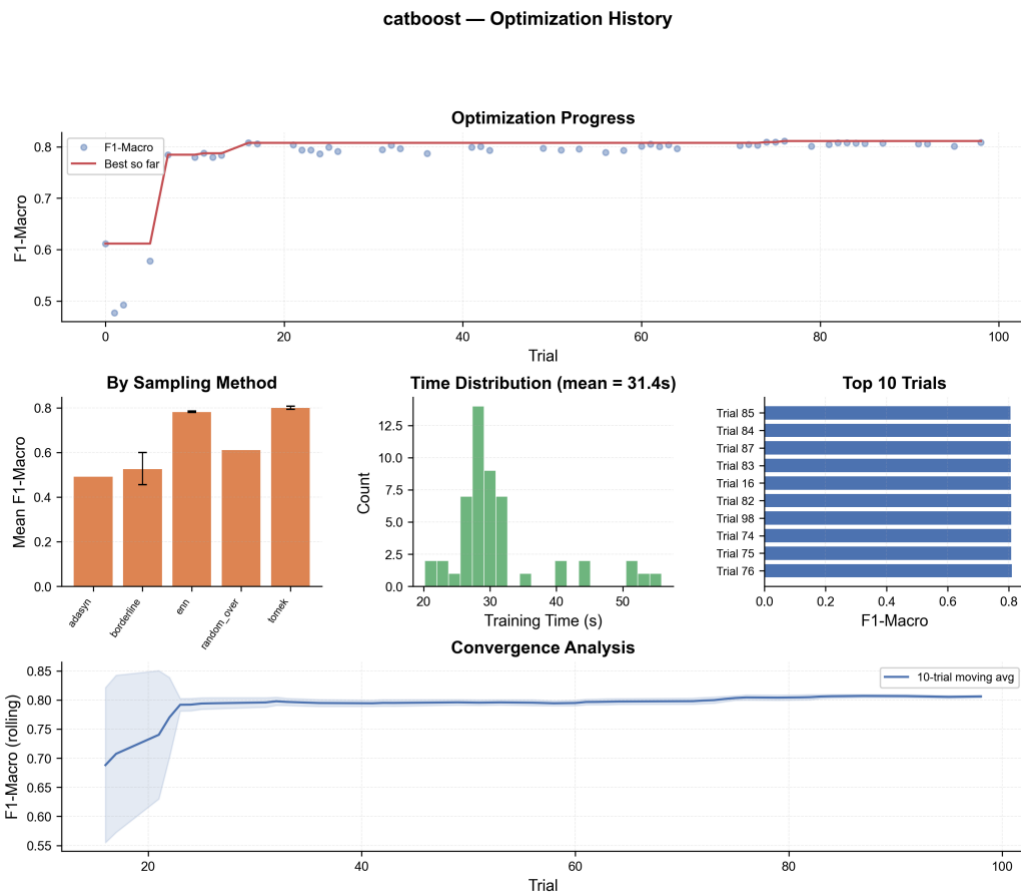 catboost — Optimization History
Optimization Progress
F1-Macro
Best so far
0.8
0.7
0.6
0.5
F1-Macro
0
20
40
60
80
100
Trial
By Sampling Method
0.8
0.6
0.4
0.2
0.0
Mean F1-Macro
adasyn
borderline
enn
random_over
tomek
Time Distribution (mean = 31.4s)
12.5
10.0
7.5
5.0
2.5
0.0
Count
20
30
40
50
Training Time (s)
Top 10 Trials
Trial 85
Trial 84
Trial 87
Trial 83
Trial 16
Trial 82
Trial 98
Trial 74
Trial 75
Trial 76
0.0
0.2
0.4
0.6
0.8
F1-Macro
Convergence Analysis
10-trial moving avg
0.85
0.80
0.75
0.70
0.65
0.60
0.55
F1-Macro (rolling)
20
40
60
80
100
Trial